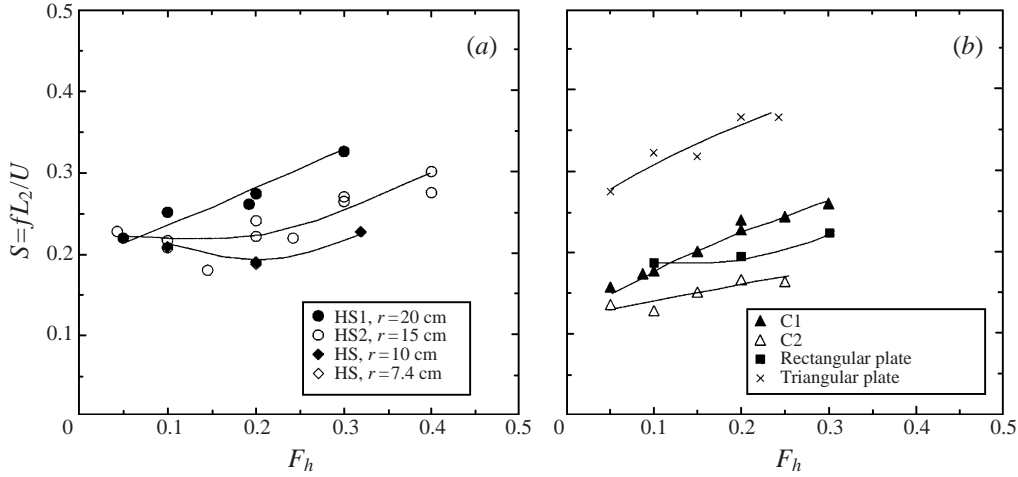 0.5
0.4
0.3
0.2
0.1
0
S=fL₂/U
(a)
HS1, r=20 cm
HS2, r=15 cm
HS, r=10 cm
HS, r=7.4 cm
0.1 0.2 0.3 0.4 0.5
F_h
(b)
C1
C2
Rectangular plate
Triangular plate
0 0.1 0.2 0.3 0.4 0.5
F_h